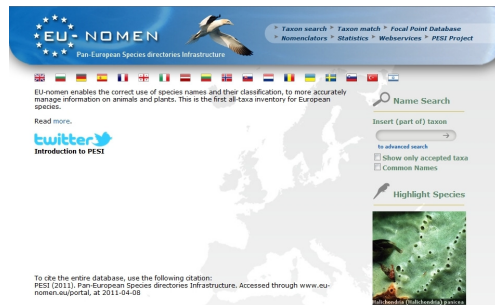 EU-NOMEN
Pan-European Species directories Infrastructure
Taxon search Taxon match Focal Point Database
Nomenclators Statistics Webservices PESI Project
EU-nomen enables the correct use of species names and their classification, to more accurately
manage information on animals and plants. This is the first all-taxa inventory for European
species.
Read more.
twitter
Introduction to PESI
Name Search
Insert (part of) taxon
to advanced search
Show only accepted taxa
Common Names
Highlight Species
Halichondria (Halichondria) panicea
To cite the entire database, use the following citation:
PESI (2011). Pan-European Species directories Infrastructure. Accessed through www.eu-
nomen.eu/portal, at 2011-04-08